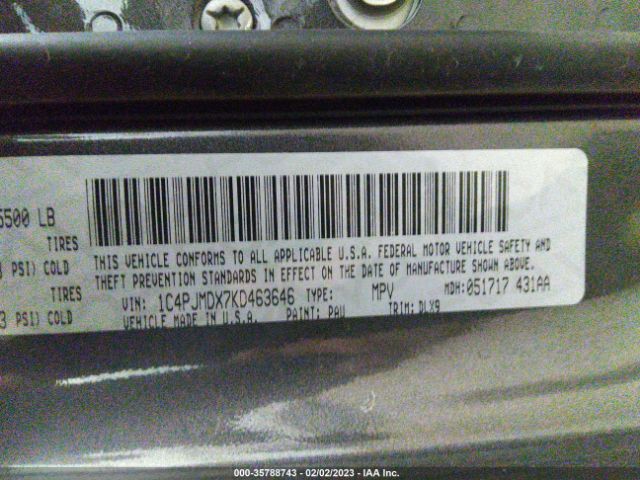 5500 LB
TIRES
PSI) COLD
TIRES
3 PSI) COLD
THIS VEHICLE CONFORMS TO ALL APPLICABLE U.S.A. FEDERAL MOTOR VEHICLE SAFETY AND
THEFT PREVENTION STANDARDS IN EFFECT ON THE DATE OF MANUFACTURE SHOWN ABOVE.
VIN: 1C4PJMDX7KD463646 TYPE: MPV MDH: 051717 431AA
VEHICLE MADE IN U.S.A. PAINT: PAU TRIM: DLX9
000-35788743 - 02/02/2023 - IAA Inc.